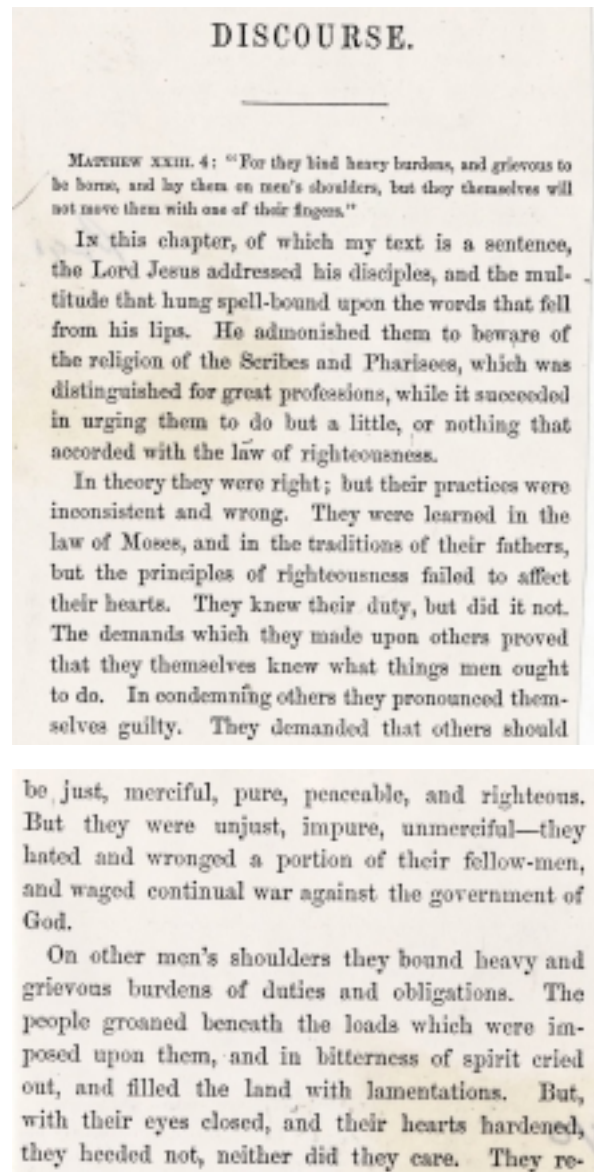 DISCOURSE.
MATTHEW XXIII. 4: "For they bind heavy burdens, and grievous to
be borne, and lay them on men's shoulders, but they themselves will
not move them with one of their fingers."
In this chapter, of which my text is a sentence,
the Lord Jesus addressed his disciples, and the mul-
titude that hung spell-bound upon the words that fell
from his lips. He admonished them to beware of
the religion of the Scribes and Pharisees, which was
distinguished for great professions, while it succeeded
in urging them to do but a little, or nothing that
accorded with the law of righteousness.
In theory they were right; but their practices were
inconsistent and wrong. They were learned in the
law of Moses, and in the traditions of their fathers,
but the principles of righteousness failed to affect
their hearts. They knew their duty, but did it not.
The demands which they made upon others proved
that they themselves knew what things men ought
to do. In condemning others they pronounced them-
selves guilty. They demanded that others should
be just, merciful, pure, peaceable, and righteous.
But they were unjust, impure, unmerciful—they
hated and wronged a portion of their fellow-men,
and waged continual war against the government of
God.
On other men's shoulders they bound heavy and
grievous burdens of duties and obligations. The
people groaned beneath the loads which were im-
posed upon them, and in bitterness of spirit cried
out, and filled the land with lamentations. But,
with their eyes closed, and their hearts hardened,
they heeded not, neither did they care. They re-